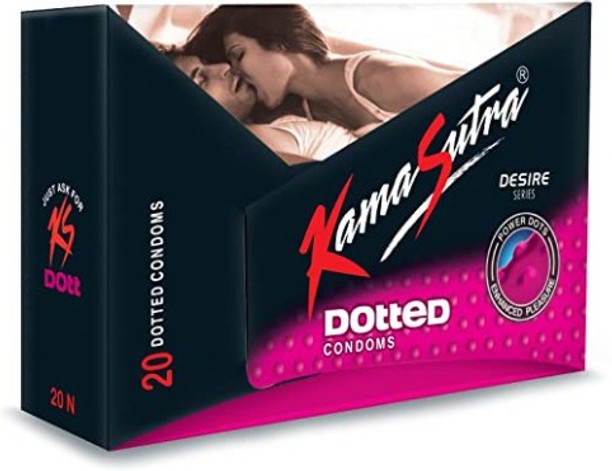 JUST ASK FOR
KS
DOtt
20 N
20 DOTTED CONDOMS
KamaSutra®
DESIRE
SERIES
POWER DOTS
ENHANCED PLEASURE
DOtteD
CONDOMS